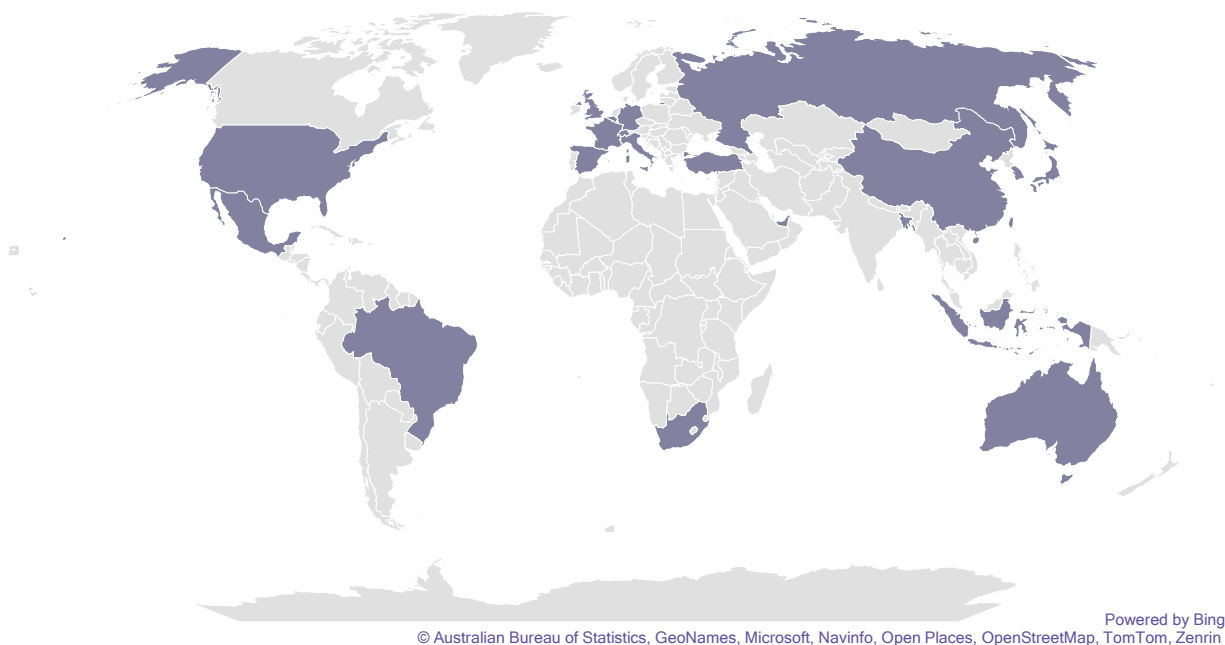 Powered by Bing
© Australian Bureau of Statistics, GeoNames, Microsoft, Navinfo, Open Places, OpenStreetMap, TomTom, Zenrin